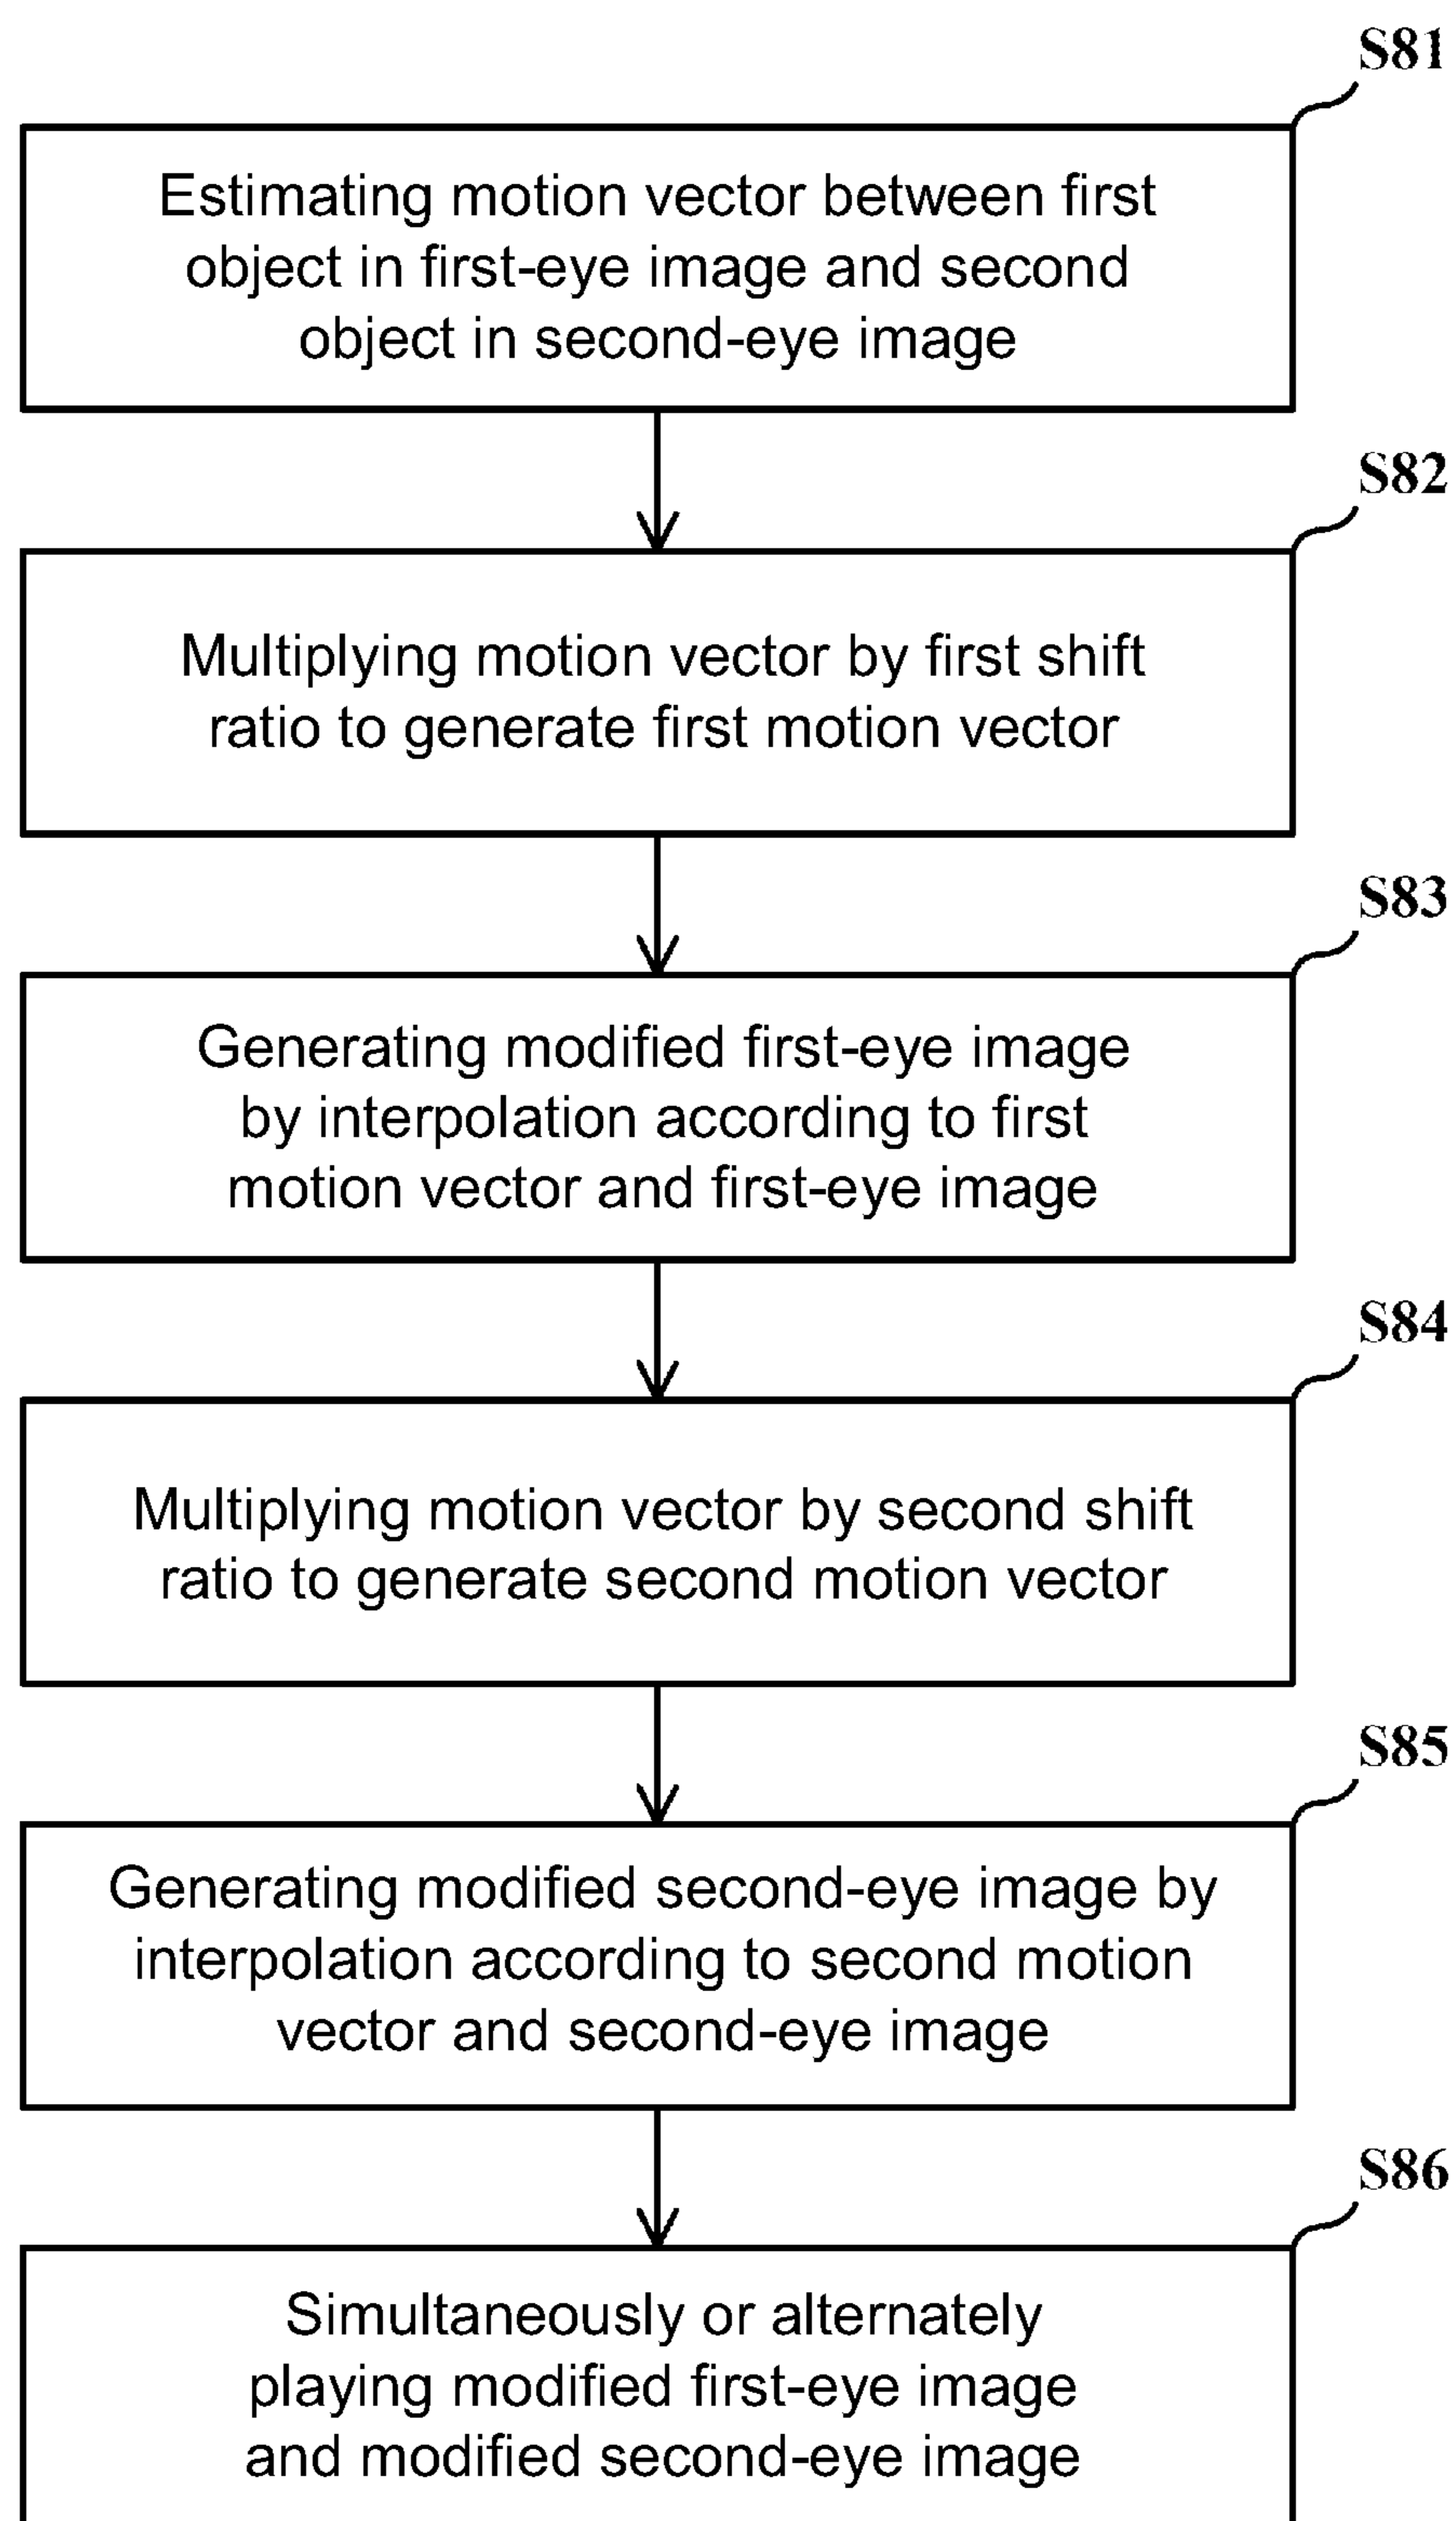 S81
Estimating motion vector between first
object in first-eye image and second
object in second-eye image
S82
Multiplying motion vector by first shift
ratio to generate first motion vector
S83
Generating modified first-eye image
by interpolation according to first
motion vector and first-eye image
S84
Multiplying motion vector by second shift
ratio to generate second motion vector
S85
Generating modified second-eye image by
interpolation according to second motion
vector and second-eye image
S86
Simultaneously or alternately
playing modified first-eye image
and modified second-eye image